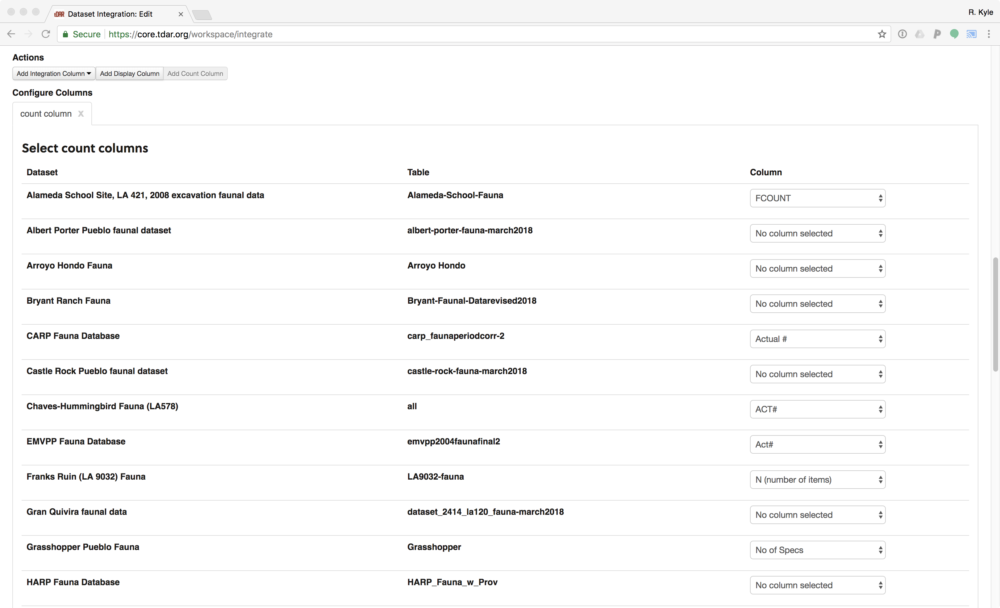 tDAR Dataset Integration: Edit
R. Kyle
Secure https://core.tdar.org/workspace/integrate
Actions
Add Integration Column Add Display Column Add Count Column
Configure Columns
count column X
Select count columns
Dataset Table Column
Alameda School Site, LA 421, 2008 excavation faunal data Alameda-School-Fauna FCOUNT
Albert Porter Pueblo faunal dataset albert-porter-fauna-march2018 No column selected
Arroyo Hondo Fauna Arroyo Hondo No column selected
Bryant Ranch Fauna Bryant-Faunal-Datarevised2018 No column selected
CARP Fauna Database carp_faunaperiodcorr-2 Actual #
Castle Rock Pueblo faunal dataset castle-rock-fauna-march2018 No column selected
Chaves-Hummingbird Fauna (LA578) all ACT#
EMVPP Fauna Database emvpp2004faunafinal2 Act#
Franks Ruin (LA 9032) Fauna LA9032-fauna N (number of items)
Gran Quivira faunal data dataset_2414_la120_fauna-march2018 No column selected
Grasshopper Pueblo Fauna Grasshopper No of Specs
HARP Fauna Database HARP_Fauna_w_Prov No column selected